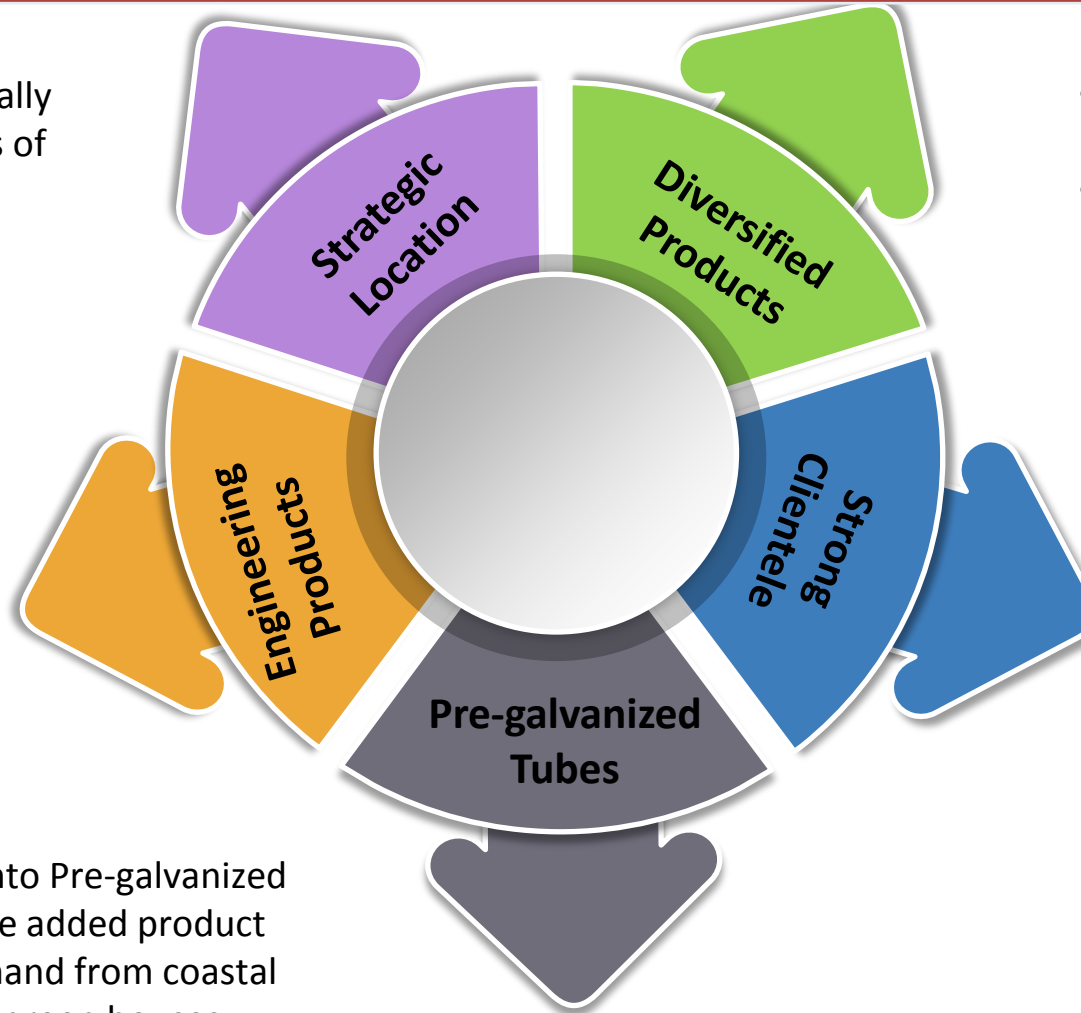 ally
s of
Strategic
Location
Diversified
Products
Engineering
Products
Strong
Clientele
Pre-galvanized
Tubes
nto Pre-galvanized
e added product
and from coastal